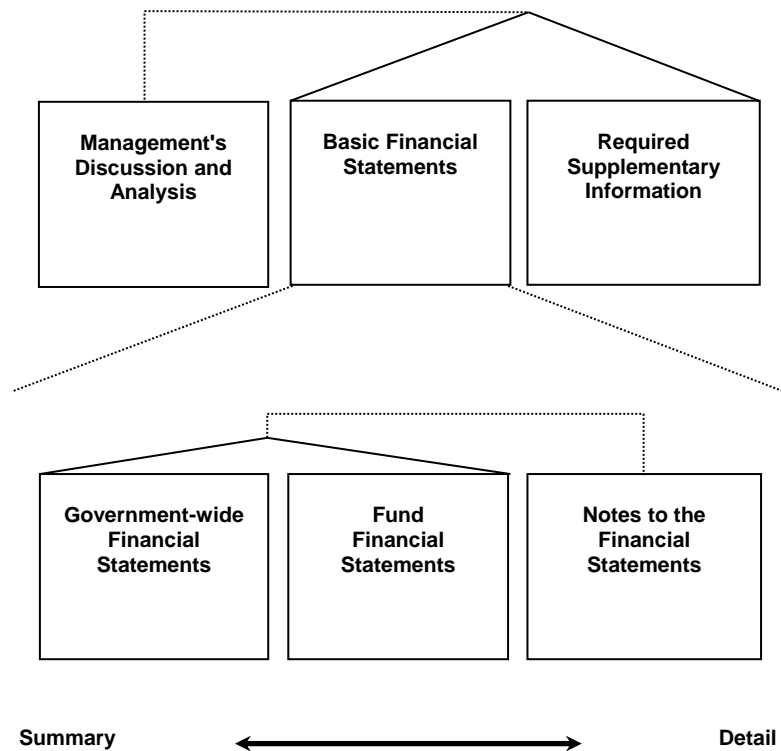 Management's
Discussion and
Analysis
Basic Financial
Statements
Required
Supplementary
Information
Government-wide
Financial
Statements
Fund
Financial
Statements
Notes to the
Financial
Statements
Summary
Detail